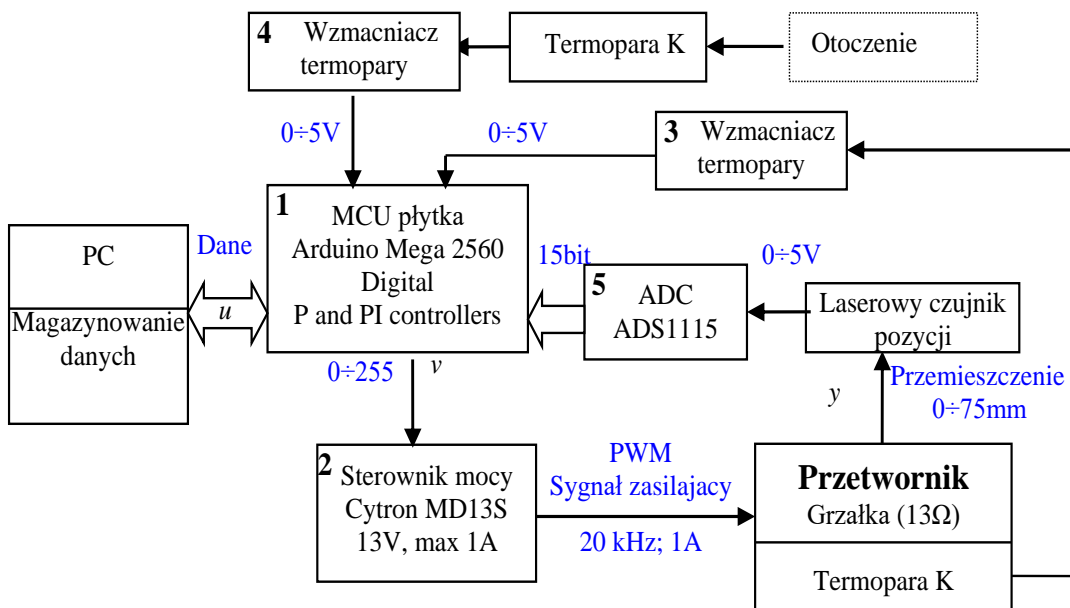 4 Wzmacniacz
termopary
Termopara K
Otoczenie
0÷5V
0÷5V
3 Wzmacniacz
termopary
1
MCU płytka
Arduino Mega 2560
Digital
P and PI controllers
PC
Magazynowanie
danych
Dane
u
15bit
5 ADC
ADS1115
0÷5V
Laserowy czujnik
pozycji
0÷255
v
y
Przemieszczenie
0÷75mm
2
Sterownik mocy
Cytron MD13S
13V, max 1A
PWM
Sygnał zasilajacy
20 kHz; 1A
Przetwornik
Grzałka (13Ω)
Termopara K